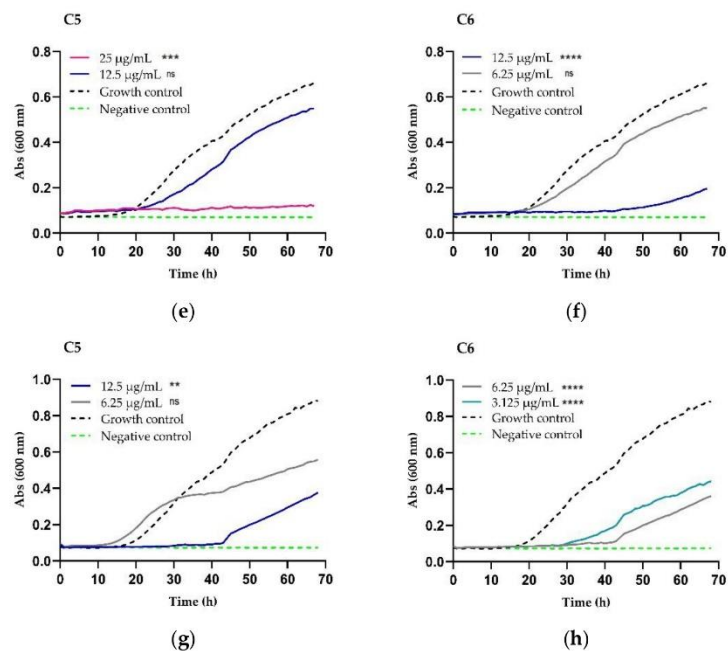 C5
25 µg/mL ***
12.5 µg/mL ns
Growth control
Negative control
Abs (600 nm)
0.8
0.6
0.4
0.2
0.0
0 10 20 30 40 50 60 70
Time (h)
(e)
C6
12.5 µg/mL ****
6.25 µg/mL ns
Growth control
Negative control
Abs (600 nm)
0.8
0.6
0.4
0.2
0.0
0 10 20 30 40 50 60 70
Time (h)
(f)
C5
12.5 µg/mL **
6.25 µg/mL ns
Growth control
Negative control
Abs (600 nm)
1.0
0.8
0.6
0.4
0.2
0.0
0 10 20 30 40 50 60 70
Time (h)
(g)
C6
6.25 µg/mL ****
3.125 µg/mL ****
Growth control
Negative control
Abs (600 nm)
1.0
0.8
0.6
0.4
0.2
0.0
0 10 20 30 40 50 60 70
Time (h)
(h)